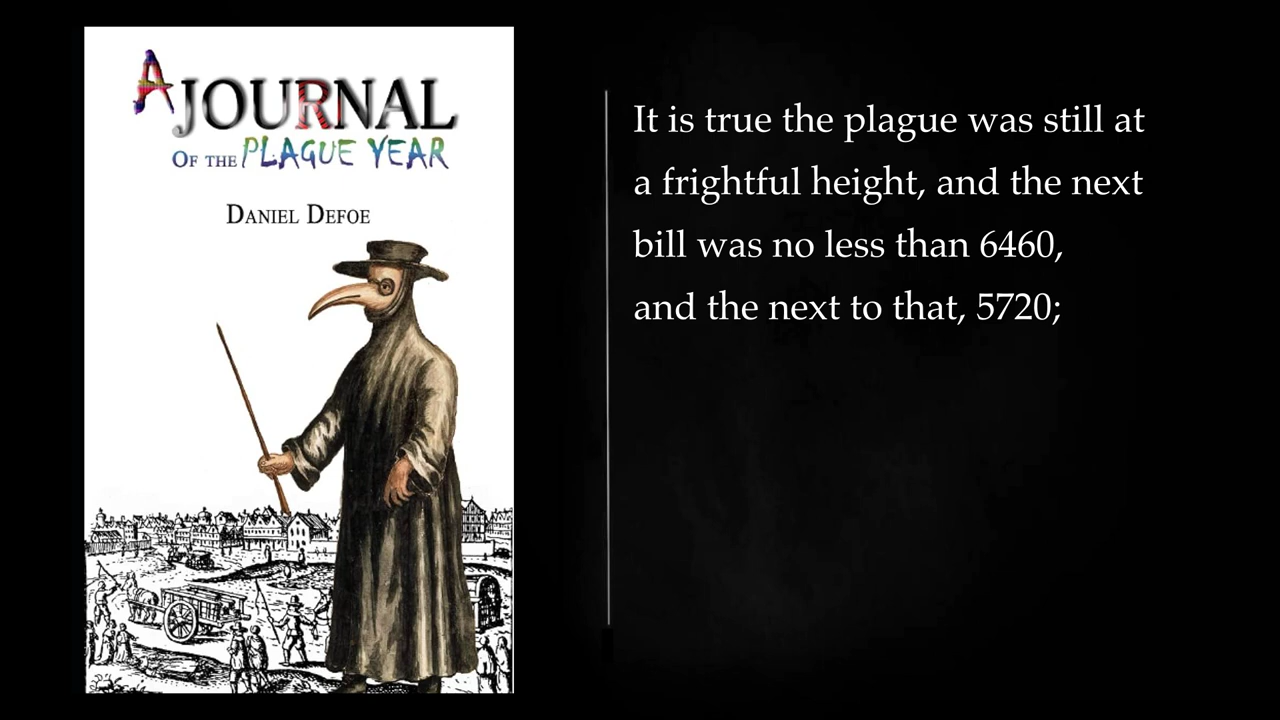 A JOURNAL
OF THE PLAGUE YEAR
DANIEL DEFOE
It is true the plague was still at
a frightful height, and the next
bill was no less than 6460,
and the next to that, 5720;